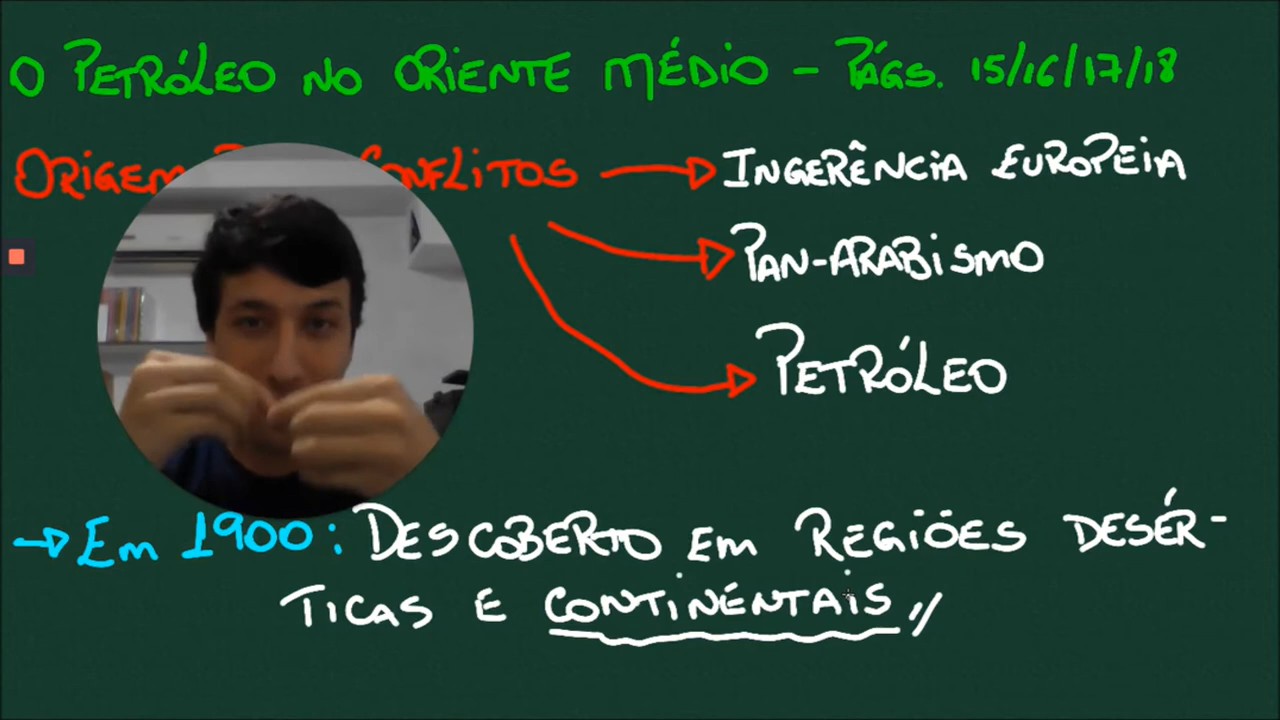 O PETRÓLEO NO ORIENTE MÉDIO - PÁGS. 15/16/17/18
ORIGEM CONFLITOS → INGERÊNCIA EUROPEIA
PAN-ARABISMO
PETRÓLEO
→ Em 1900: DESCOBERTO EM REGIÕES DESÉR-
TICAS E CONTINENTAIS //